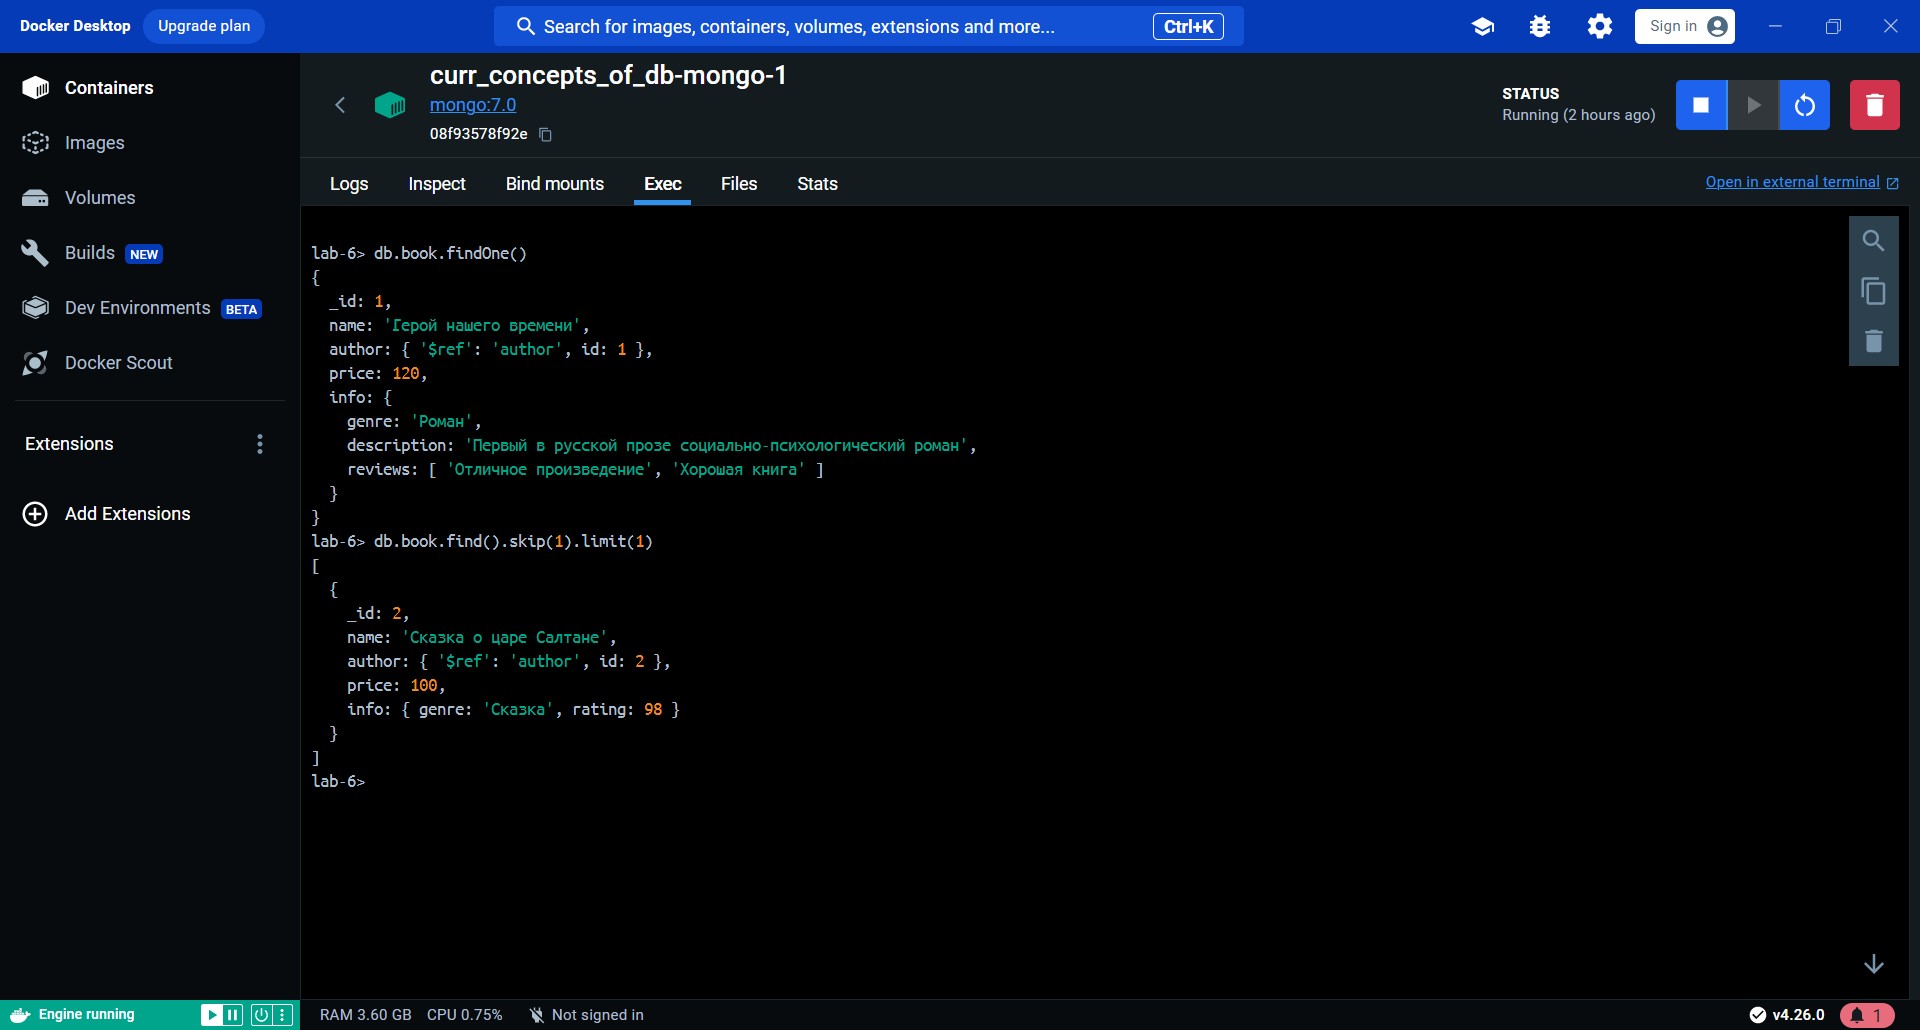 Docker Desktop Upgrade plan Search for images, containers, volumes, extensions and more... Ctrl+K Sign in
Containers
Images
Volumes
Builds NEW
Dev Environments BETA
Docker Scout
Extensions
Add Extensions
curr_concepts_of_db-mongo-1
mongo:7.0
08f93578f92e
STATUS
Running (2 hours ago)
Logs Inspect Bind mounts Exec Files Stats Open in external terminal
lab-6> db.book.findOne()
{
  _id: 1,
  name: 'Герой нашего времени',
  author: { '$ref': 'author', id: 1 },
  price: 120,
  info: {
    genre: 'Роман',
    description: 'Первый в русской прозе социально-психологический роман',
    reviews: [ 'Отличное произведение', 'Хорошая книга' ]
  }
}
lab-6> db.book.find().skip(1).limit(1)
[
  {
    _id: 2,
    name: 'Сказка о царе Салтане',
    author: { '$ref': 'author', id: 2 },
    price: 100,
    info: { genre: 'Сказка', rating: 98 }
  }
]
lab-6>
Engine running RAM 3.60 GB CPU 0.75% Not signed in v4.26.0 1